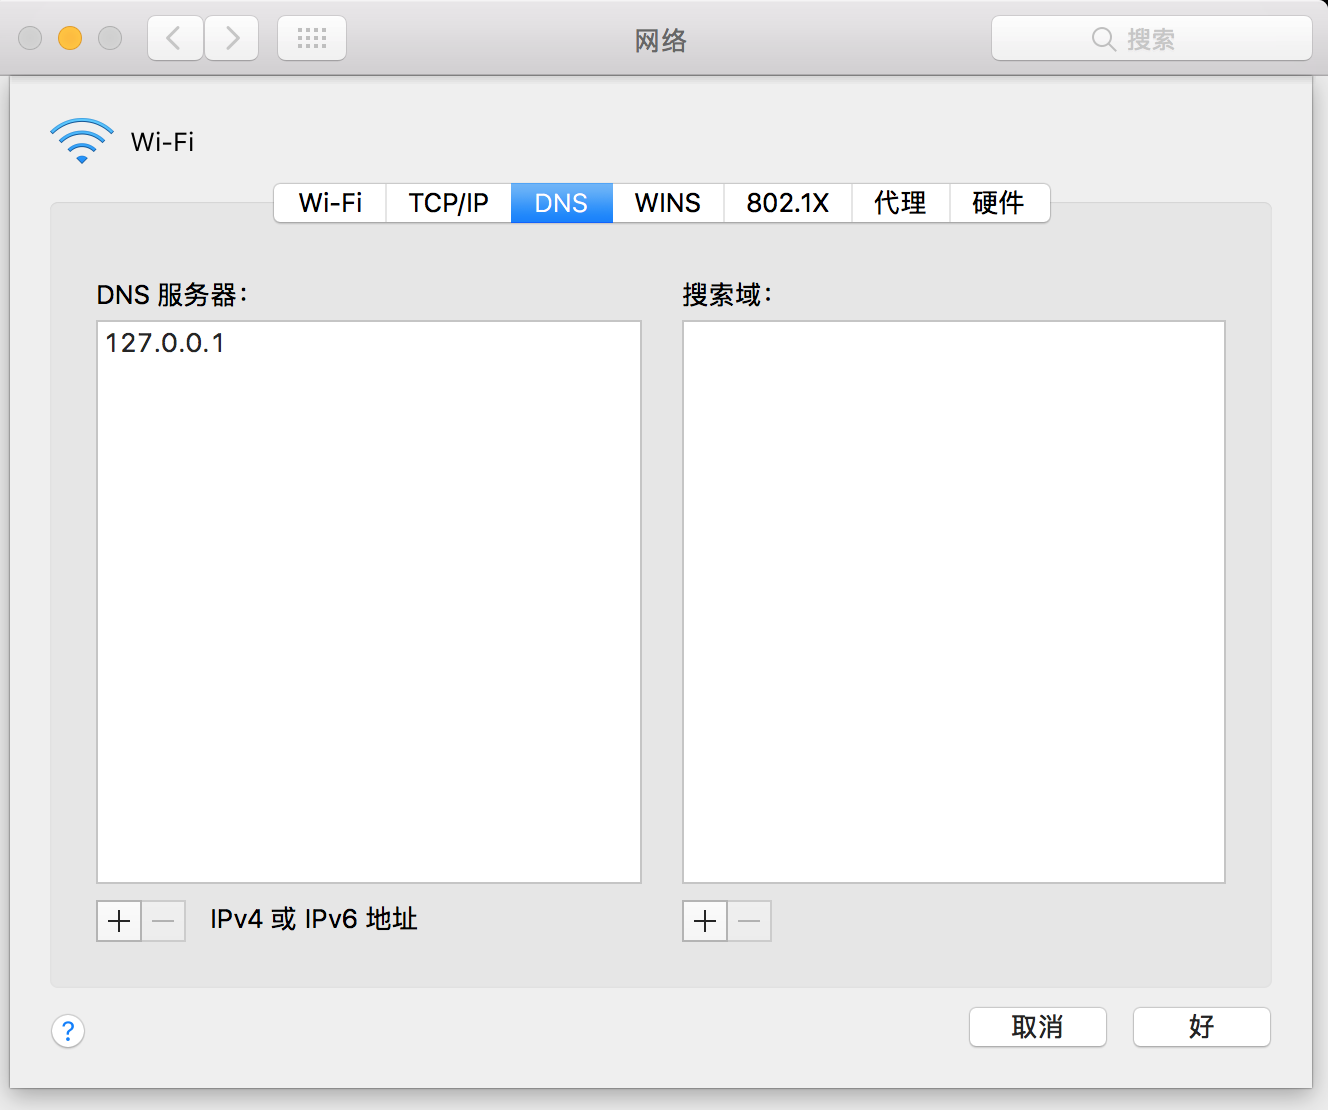 网络
搜索
Wi-Fi
Wi-Fi TCP/IP DNS WINS 802.1X 代理 硬件
DNS 服务器：
搜索域：
127.0.0.1
IPv4 或 IPv6 地址
?
取消
好